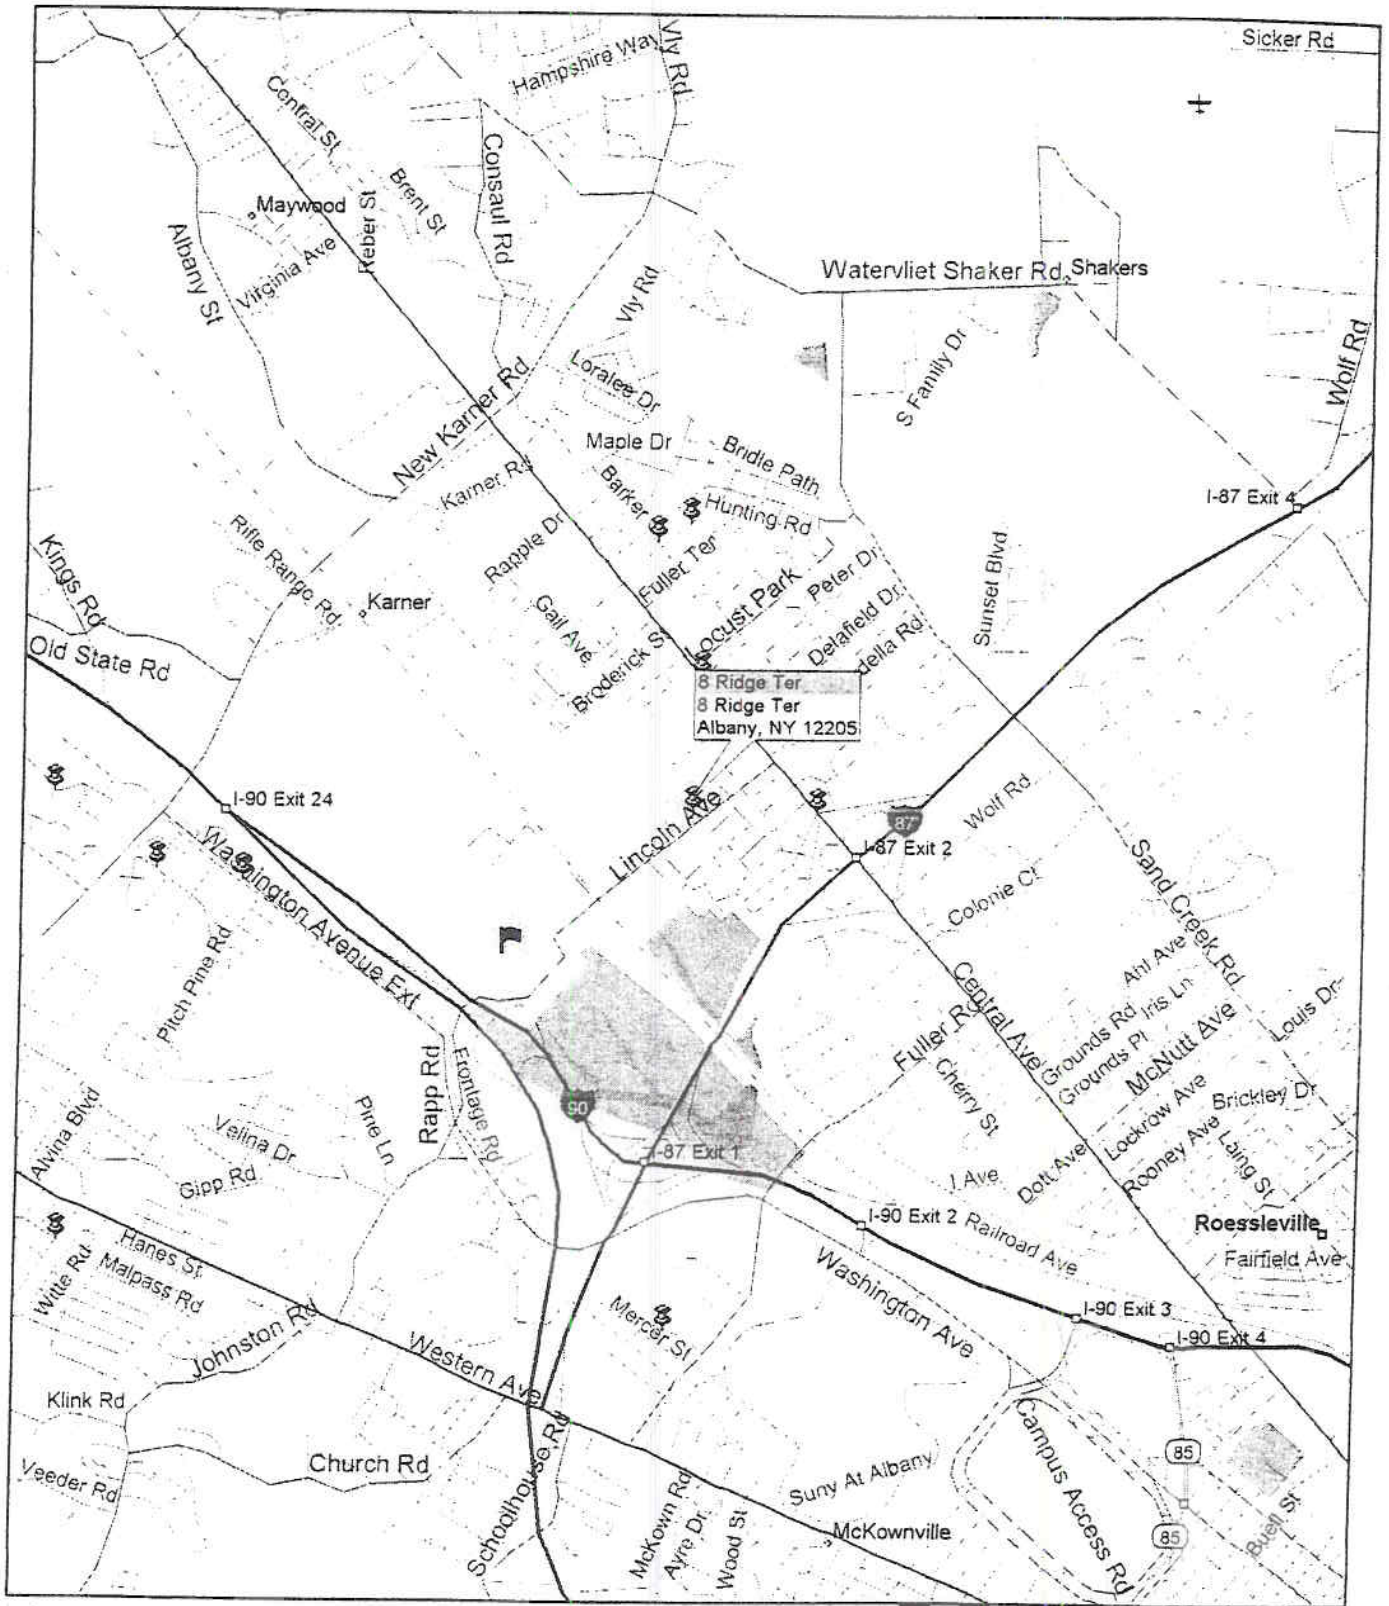 Sicker Rd
Hampshire Way
Vly Rd
Central St
Consaul Rd
Brent St
Maywood
Reber St
Albany St
Virginia Ave
Watervliet Shaker Rd
Shakers
Vly Rd
Wolf Rd
S Family Dr
Loralee Dr
New Karner Rd
Maple Dr
Bridle Path
Karner Rd
Barker St
Hunting Rd
I-87 Exit 4
Rifle Range Rd
Rapple Dr
Fuller Ter
Sunset Blvd
Kings Rd
Karner
Gail Ave
Locust Park
Peter Dr
Delafield Dr
della Rd
Old State Rd
Broderick S
8 Ridge Ter
8 Ridge Ter
Albany, NY 12205
I-90 Exit 24
Lincoln Ave
87
Wolf Rd
I-87 Exit 2
Washington Avenue Ext
Colonie Ct
Sand Creek Rd
Pitch Pine Rd
Central Ave
Ahl Ave
Iris Ln
Louis Dr
Fuller Rd
Grounds Rd
Grounds Pl
McNutt Ave
Cherry St
Rapp Rd
Frontage Rd
90
Alvina Blvd
Velina Dr
Pine Ln
Lockrow Ave
Brickley Dr
Gipp Rd
I-87 Exit 1
I Ave
Dott Ave
Rooney Ave
Laing St
I-90 Exit 2
Railroad Ave
Roessleville
Fairfield Ave
Hanes St
Witte Rd
Malpass Rd
Washington Ave
Johnston Rd
Mercer St
I-90 Exit 3
I-90 Exit 4
Western Ave
Klink Rd
Campus Access Rd
85
Church Rd
Schoolhouse Rd
Suny At Albany
Veeder Rd
McKown Rd
Ayre Dr
Wood St
McKownville
85
Buell St